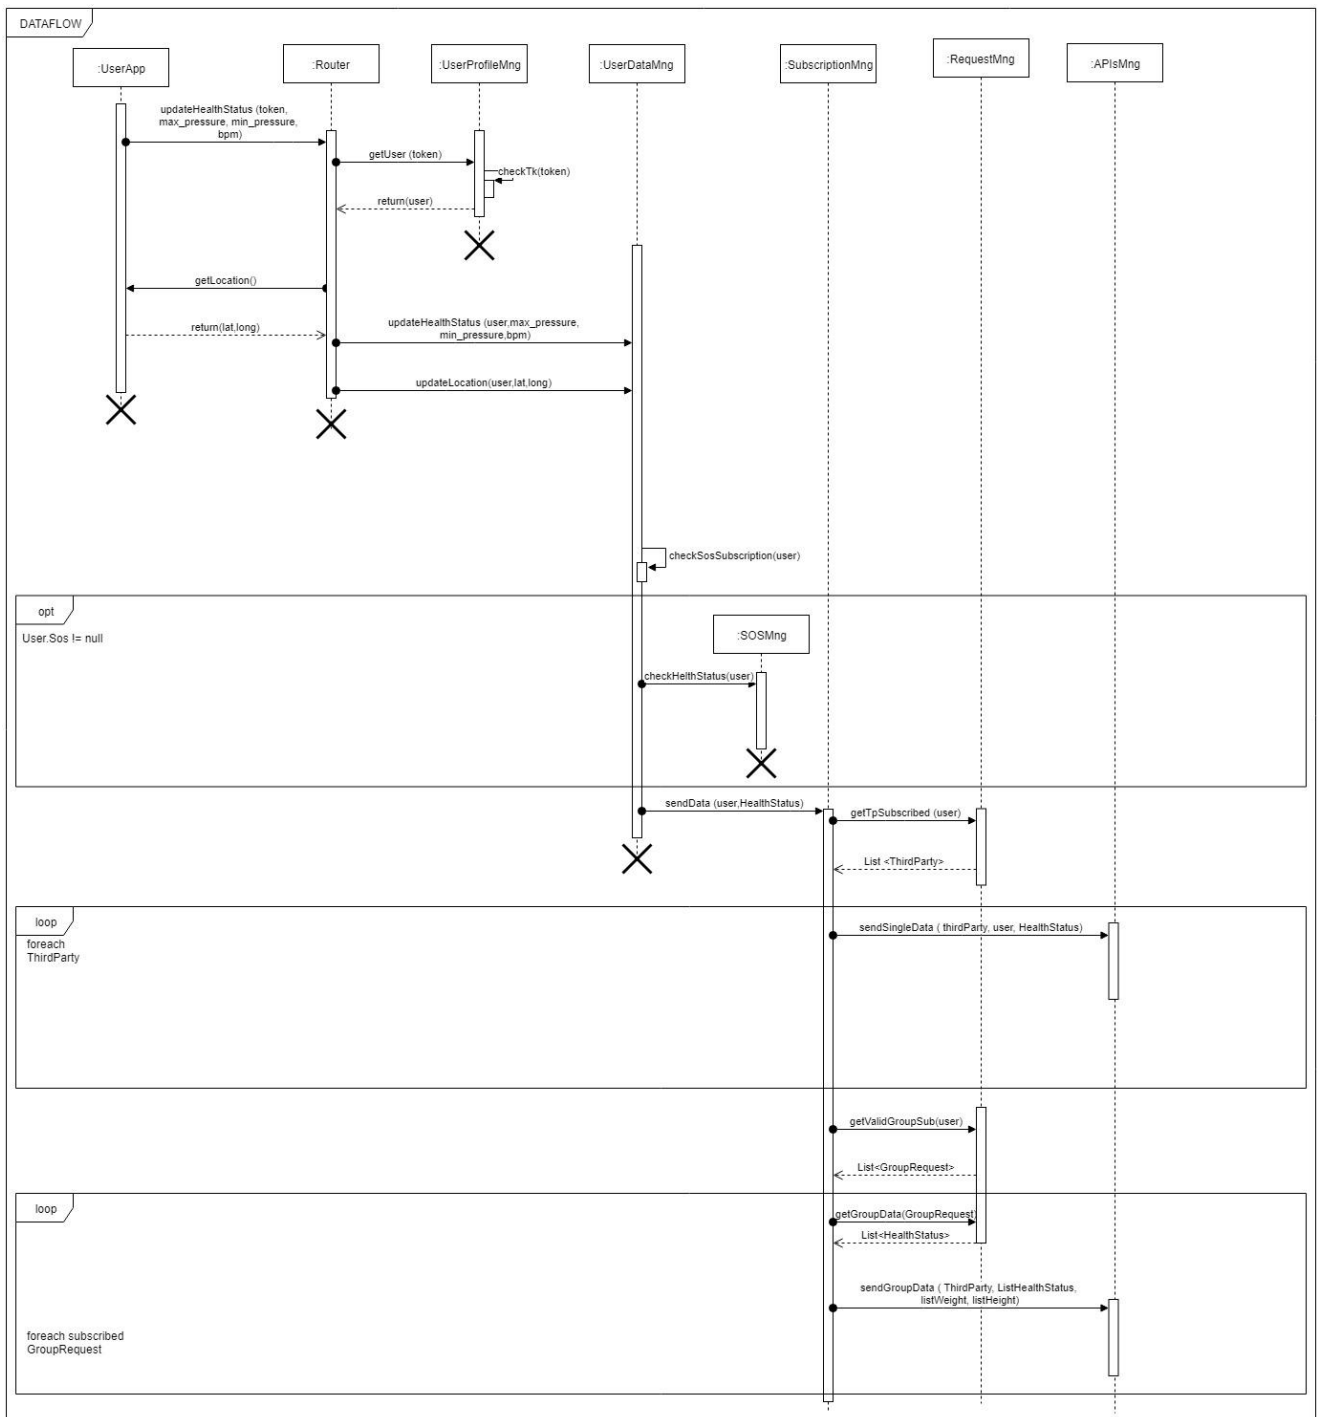 DATAFLOW
:UserApp
:Router
:UserProfileMng
:UserDataMng
:SubscriptionMng
:RequestMng
:APIsMng
updateHealthStatus (token,
max_pressure, min_pressure,
bpm)
getUser (token)
checkTk(token)
return(user)
getLocation()
return(lat,long)
updateHealthStatus (user,max_pressure,
min_pressure,bpm)
updateLocation(user,lat,long)
checkSosSubscription(user)
opt
User.Sos != null
:SOSMng
checkHelthStatus(user)
sendData (user,HealthStatus)
getTpSubscribed (user)
List <ThirdParty>
loop
foreach
ThirdParty
sendSingleData ( thirdParty, user, HealthStatus)
getValidGroupSub(user)
List<GroupRequest>
loop
getGroupData(GroupRequest)
List<HealthStatus>
sendGroupData ( ThirdParty, ListHealthStatus,
listWeight, listHeight)
foreach subscribed
GroupRequest